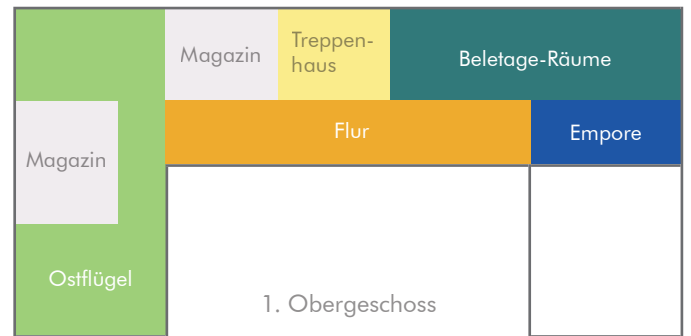 Magazin
Treppen-
haus
Beletage-Räume
Flur
Empore
Magazin
Ostflügel
1. Obergeschoss